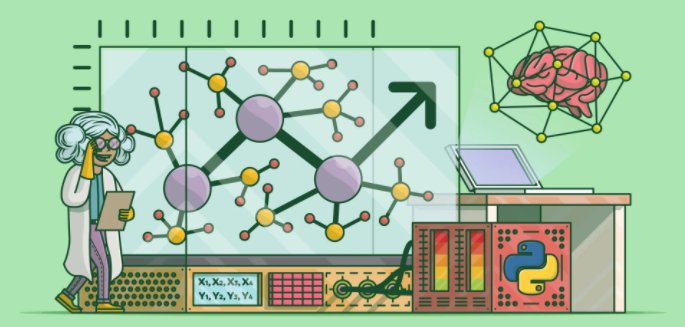 X₁, X₂, X₃, X₄
Y₁, Y₂, Y₃, Y₄